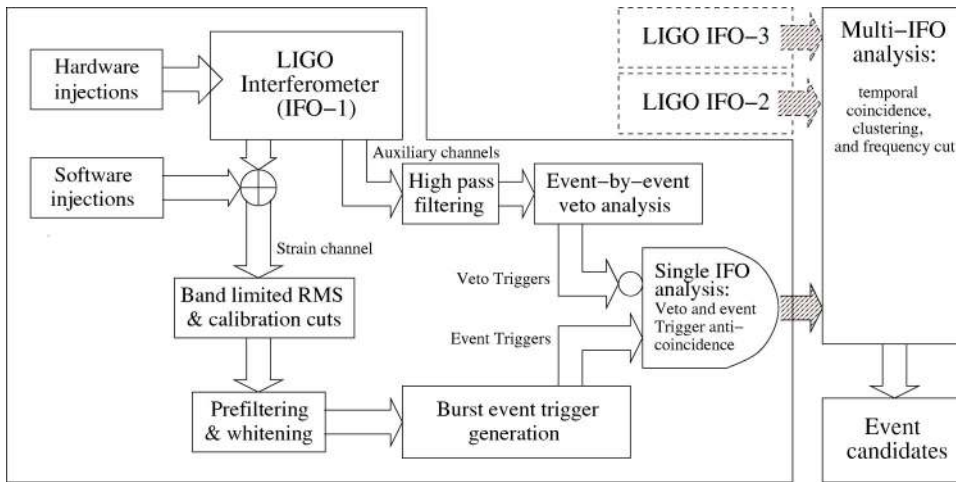 Hardware
injections
LIGO
Interferometer
(IFO−1)
LIGO IFO−3
LIGO IFO−2
Multi−IFO
analysis:
temporal
coincidence,
clustering,
and frequency cut
Software
injections
Auxiliary channels
High pass
filtering
Event−by−event
veto analysis
Strain channel
Band limited RMS
& calibration cuts
Veto Triggers
Single IFO
analysis:
Veto and event
Trigger anti−
coincidence
Event Triggers
Prefiltering
& whitening
Burst event trigger
generation
Event
candidates